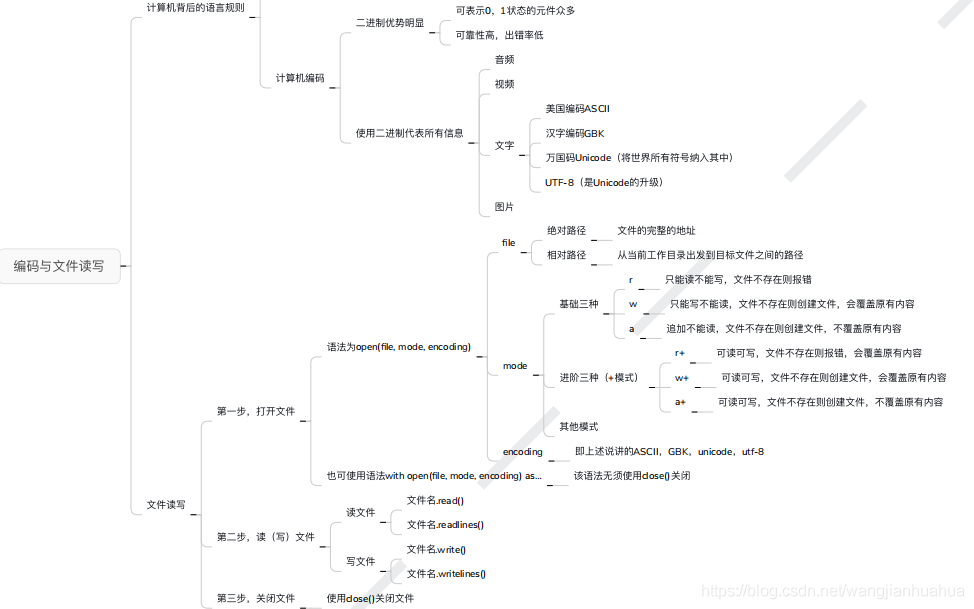 计算机背后的语言规则
计算机编码
二进制优势明显
可表示0，1状态的元件众多
可靠性高，出错率低
使用二进制代表所有信息
音频
视频
文字
美国编码ASCII
汉字编码GBK
万国码Unicode（将世界所有符号纳入其中）
UTF-8（是Unicode的升级）
图片
编码与文件读写
文件读写
第一步，打开文件
语法为open(file, mode, encoding)
file
绝对路径
文件的完整的地址
相对路径
从当前工作目录出发到目标文件之间的路径
mode
基础三种
r
只能读不能写，文件不存在则报错
w
只能写不能读，文件不存在则创建文件，会覆盖原有内容
a
追加不能读，文件不存在则创建文件，不覆盖原有内容
进阶三种（+模式）
r+
可读可写，文件不存在则报错，会覆盖原有内容
w+
可读可写，文件不存在则创建文件，会覆盖原有内容
a+
可读可写，文件不存在则创建文件，不覆盖原有内容
其他模式
encoding
即上述说讲的ASCII，GBK，unicode，utf-8
也可使用语法with open(file, mode, encoding) as...
该语法无须使用close()关闭
第二步，读（写）文件
读文件
文件名.read()
文件名.readlines()
写文件
文件名.write()
文件名.writelines()
第三步，关闭文件
使用close()关闭文件
https://blog.csdn.net/wangjianhuahua